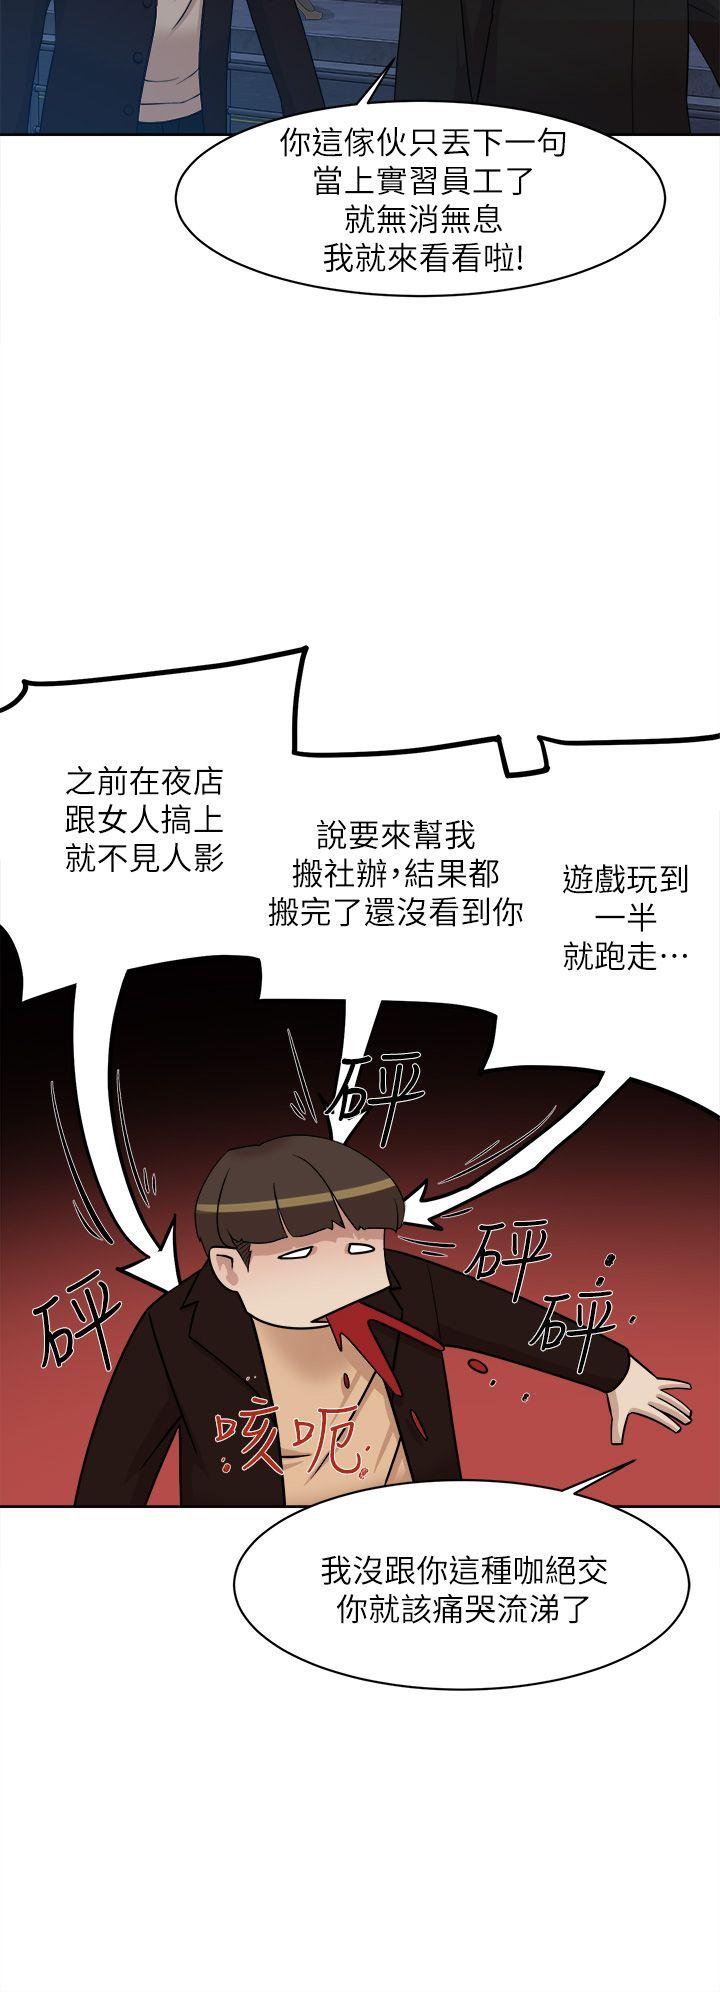 你這傢伙只丟下一句
當上實習員工了
就無消無息
我就來看看啦!
之前在夜店
跟女人搞上
就不見人影
說要來幫我
搬社辦,結果都
搬完了還沒看到你
遊戲玩到
一半
就跑走…
砰
砰
砰
砰
咳呃
我沒跟你這種咖絕交
你就該痛哭流涕了